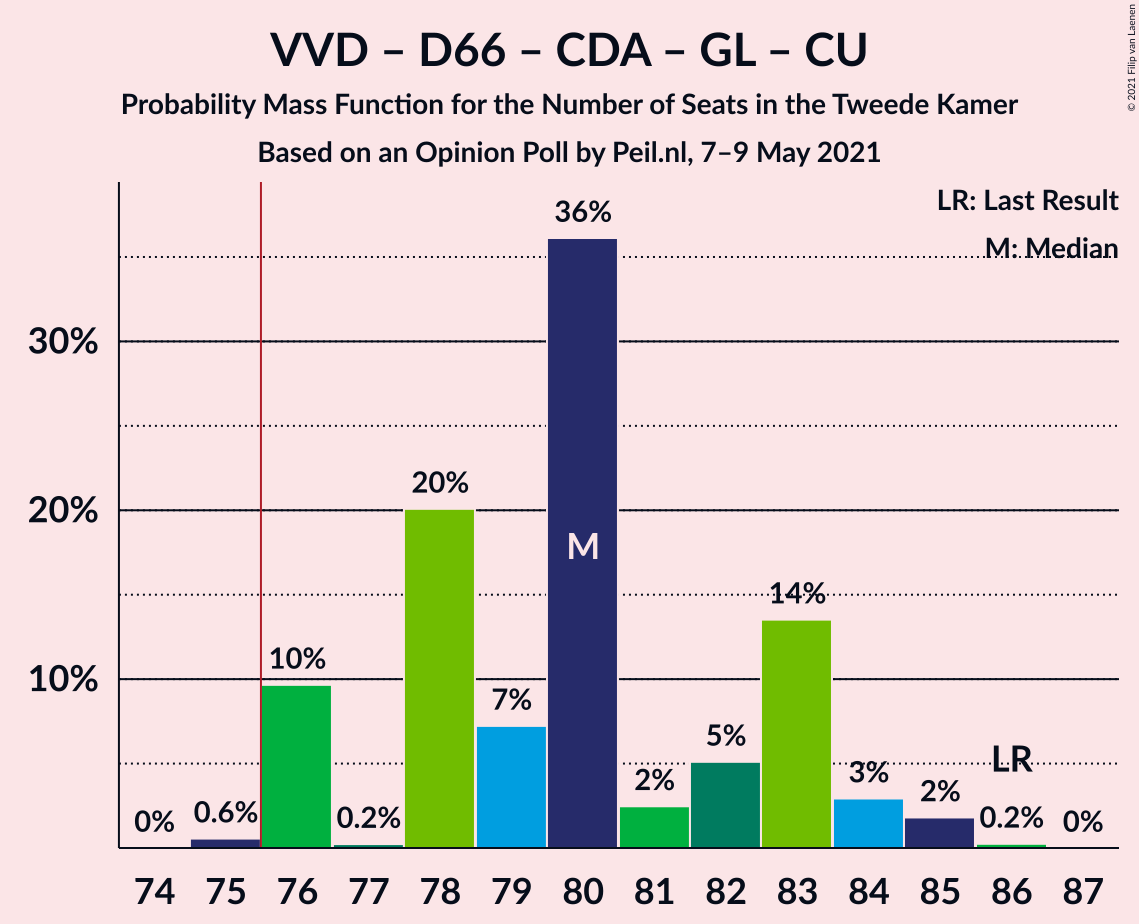 VVD – D66 – CDA – GL – CU
Probability Mass Function for the Number of Seats in the Tweede Kamer
Based on an Opinion Poll by Peil.nl, 7–9 May 2021
© 2021 Filip van Laenen
LR: Last Result
M: Median
36%
30%
20%
20%
M
14%
10%
10%
7%
5%
LR
3%
2%
2%
0.6%
0.2%
0.2%
0%
0%
74 75 76 77 78 79 80 81 82 83 84 85 86 87